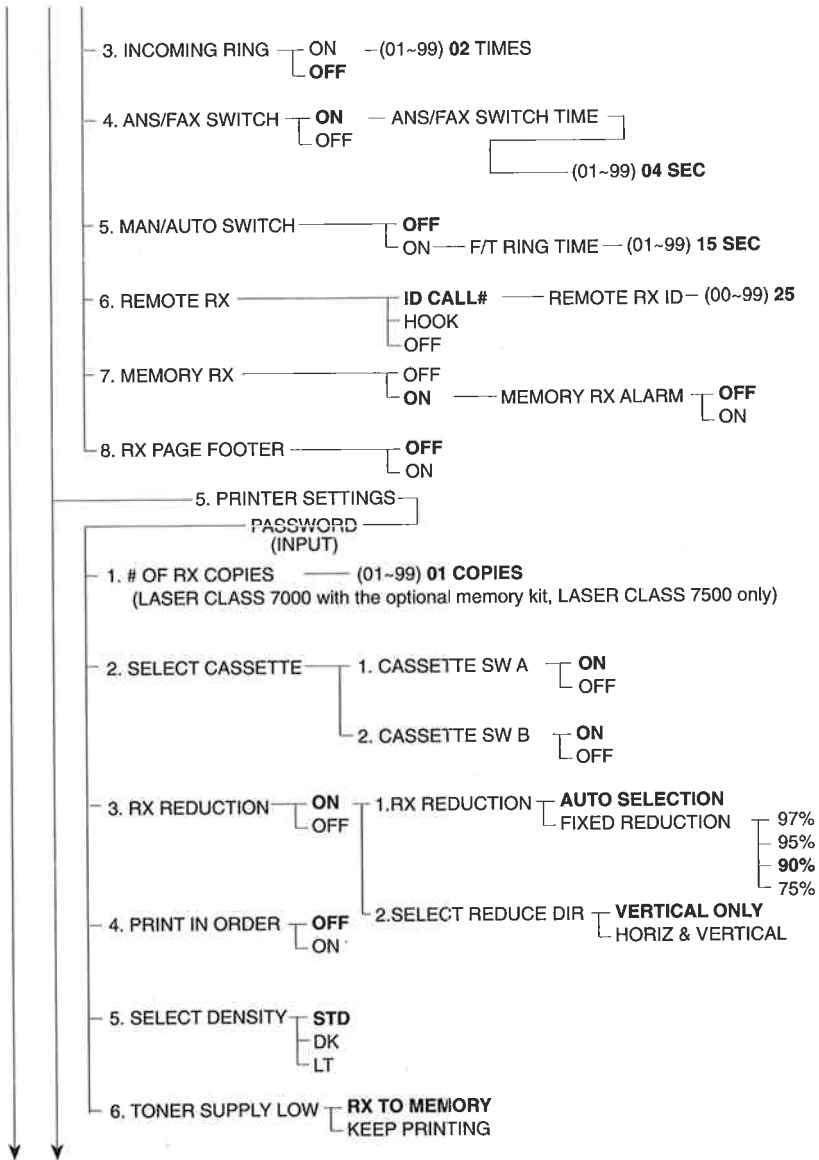 3. INCOMING RING ON (01~99) 02 TIMES
OFF
4. ANS/FAX SWITCH ON ANS/FAX SWITCH TIME
OFF
(01~99) 04 SEC
5. MAN/AUTO SWITCH OFF
ON F/T RING TIME (01~99) 15 SEC
6. REMOTE RX ID CALL# REMOTE RX ID (00~99) 25
HOOK
OFF
7. MEMORY RX OFF
ON MEMORY RX ALARM OFF
ON
8. RX PAGE FOOTER OFF
ON
5. PRINTER SETTINGS
PASSWORD
(INPUT)
1. # OF RX COPIES (01~99) 01 COPIES
(LASER CLASS 7000 with the optional memory kit, LASER CLASS 7500 only)
2. SELECT CASSETTE 1. CASSETTE SW A ON
OFF
2. CASSETTE SW B ON
OFF
3. RX REDUCTION ON 1.RX REDUCTION AUTO SELECTION
OFF FIXED REDUCTION 97%
95%
90%
75%
4. PRINT IN ORDER OFF 2.SELECT REDUCE DIR VERTICAL ONLY
ON HORIZ & VERTICAL
5. SELECT DENSITY STD
DK
LT
6. TONER SUPPLY LOW RX TO MEMORY
KEEP PRINTING